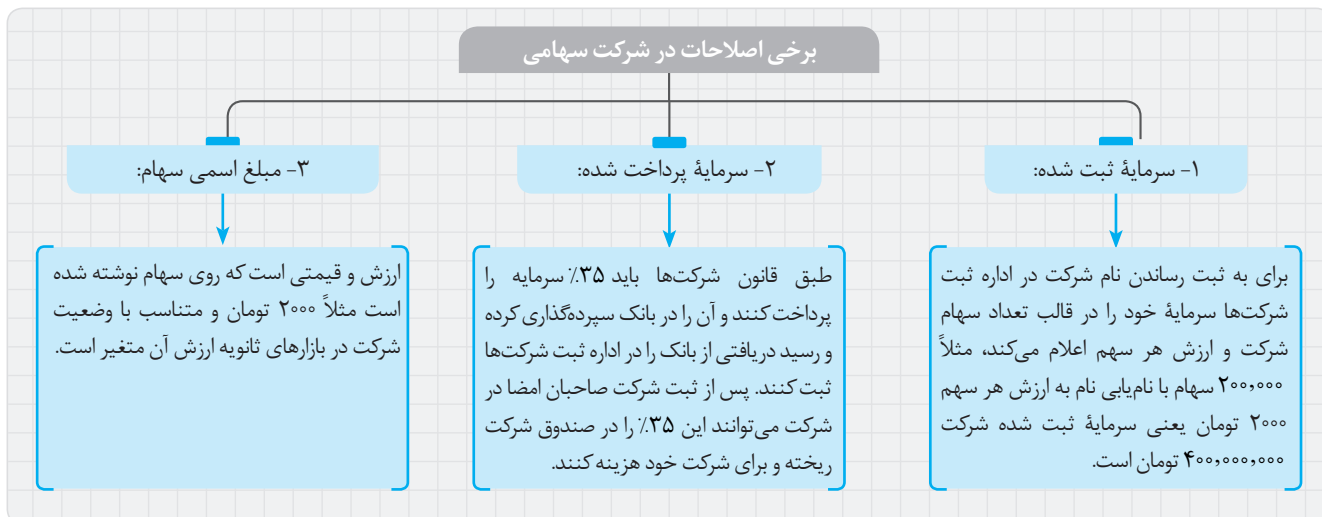 برخی اصلاحات در شرکت سهامی
۱- سرمایهٔ ثبت شده:
برای به ثبت رساندن نام شرکت در اداره ثبت
شرکت‌ها سرمایهٔ خود را در قالب تعداد سهام
شرکت و ارزش هر سهم اعلام می‌کند، مثلاً
۲۰۰,۰۰۰ سهام با نام‌یابی نام به ارزش هر سهم
۲۰۰۰ تومان یعنی سرمایهٔ ثبت شده شرکت
۴۰۰,۰۰۰,۰۰۰ تومان است.
۲- سرمایهٔ پرداخت شده:
طبق قانون شرکت‌ها باید ۳۵٪ سرمایه را
پرداخت کنند و آن را در بانک سپرده‌گذاری کرده
و رسید دریافتی از بانک را در اداره ثبت شرکت‌ها
ثبت کنند. پس از ثبت شرکت صاحبان امضا در
شرکت می‌توانند این ۳۵٪ را در صندوق شرکت
ریخته و برای شرکت خود هزینه کنند.
۳- مبلغ اسمی سهام:
ارزش و قیمتی است که روی سهام نوشته شده
است مثلاً ۲۰۰۰ تومان و متناسب با وضعیت
شرکت در بازارهای ثانویه ارزش آن متغیر است.